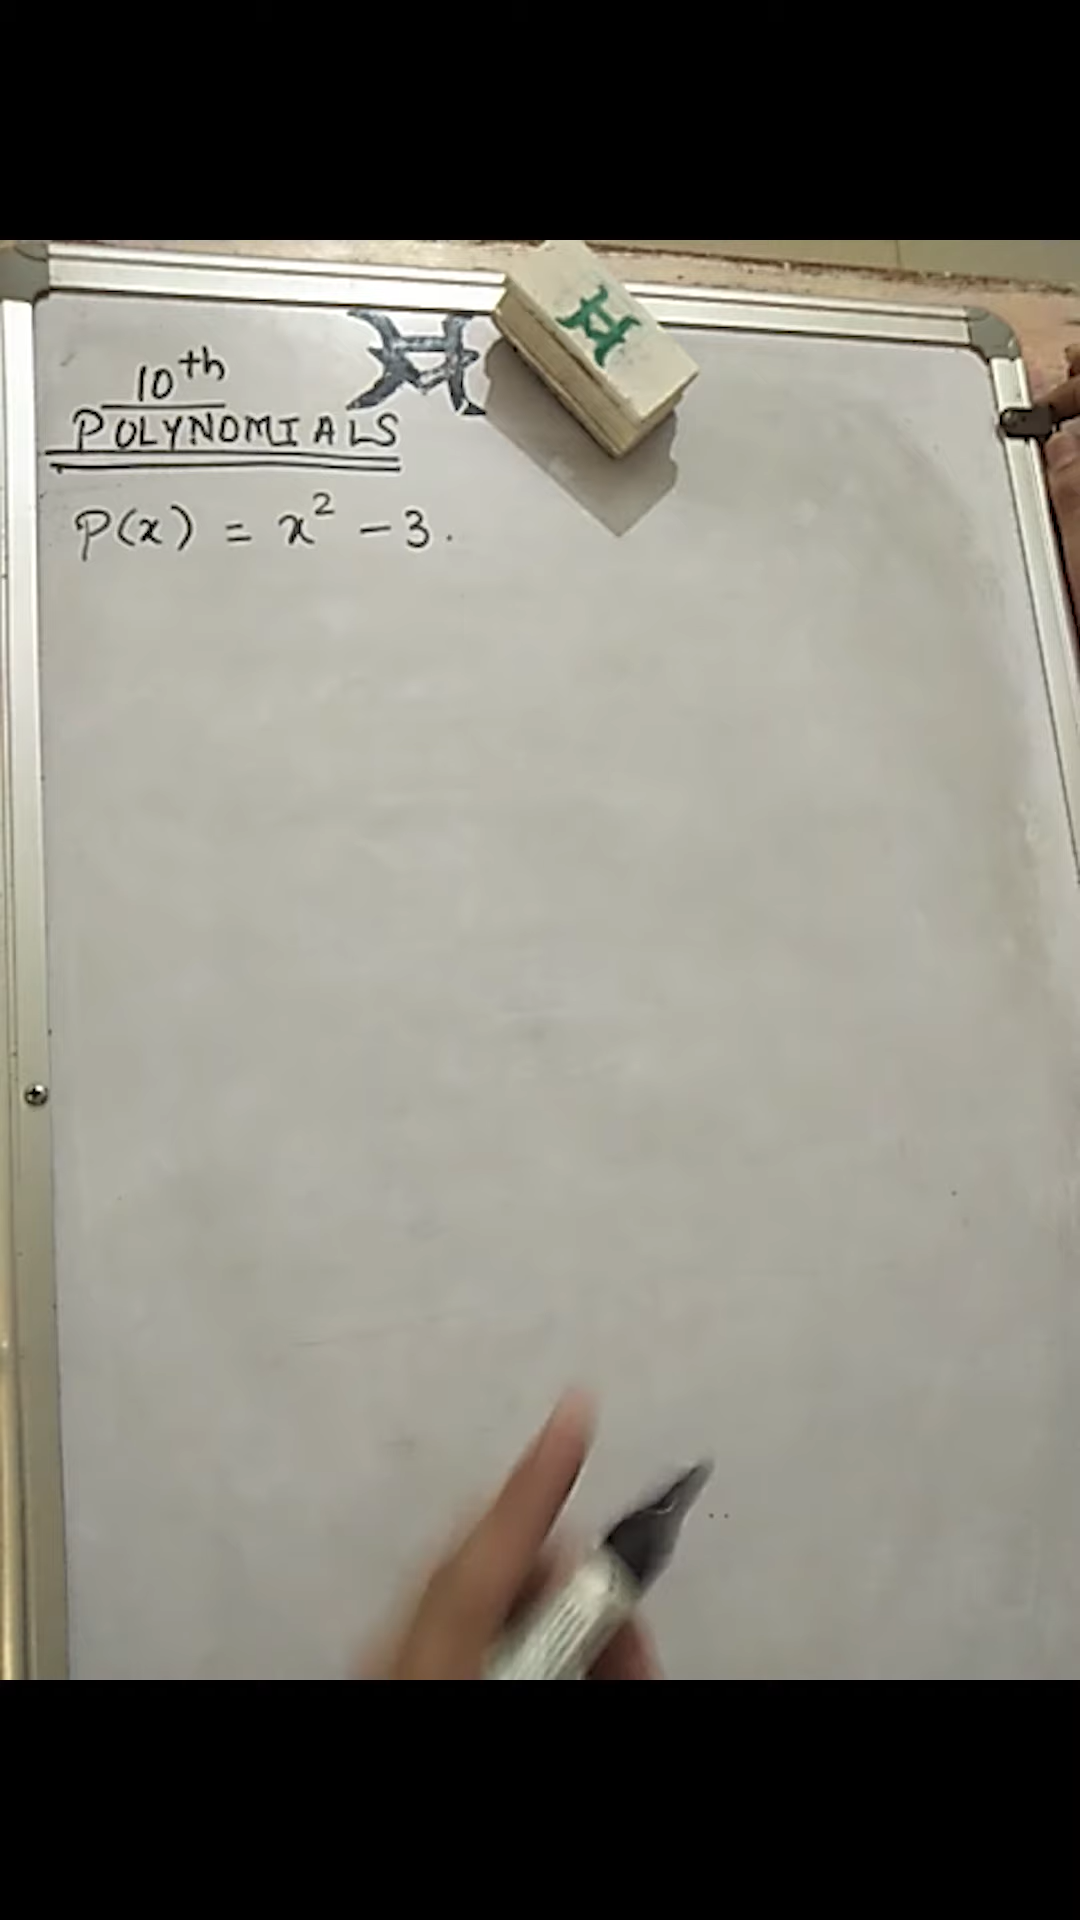 10th
POLYNOMIALS
P(x) = x² - 3.